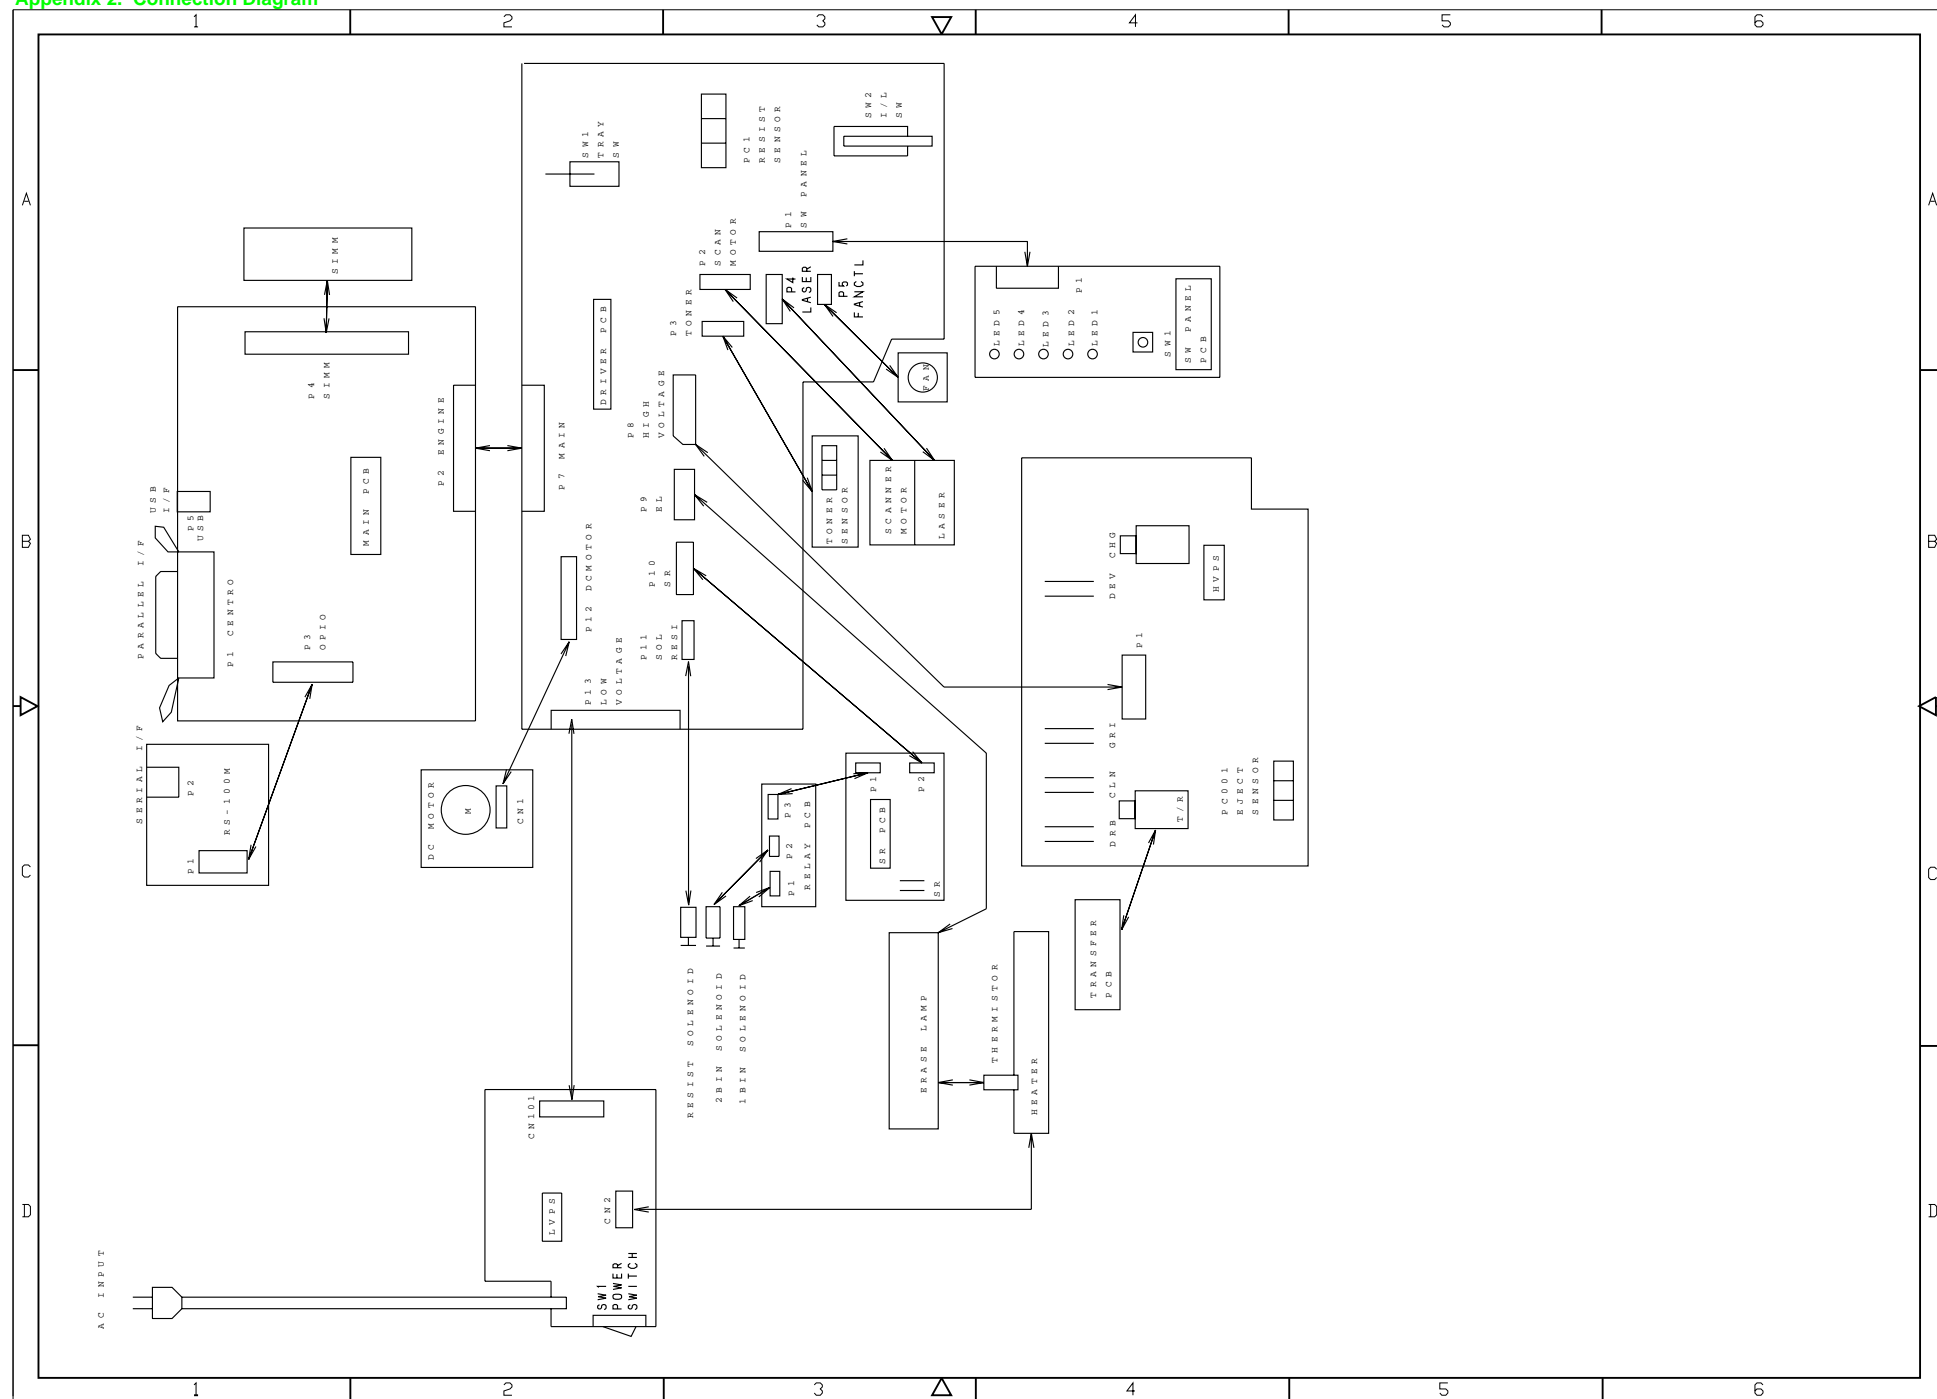 Appendix 2. Connection Diagram
1
2
3
4
5
6
A
A
B
B
C
C
D
D
1
2
3
4
5
6
SIMM
P4
SIMM
USB
I/F
P5
USB
PARALLEL I/F
P1 CENTRO
MAIN PCB
P3
OPIO
P2 ENGINE
SERIAL I/F
P2
RS-100M
P1
SW1
TRAY
SW
PC1
RESIST
SENSOR
SW2
I/L
SW
P1
SW PANEL
P2
SCAN
MOTOR
P4
LASER
P5
FANCTL
P3
TONER
DRIVER PCB
P8
HIGH
VOLTAGE
P7 MAIN
P9
EL
P10
SR
P11
SOL
RESI
P12 DCMOTOR
P13
LOW
VOLTAGE
FAN
TONER
SENSOR
SCANNER
MOTOR
LASER
LED5
LED4
LED3
LED2
LED1
P1
SW1
SW PANEL
PCB
DEV CHG
HVPS
P1
GRI
CLN
DRB
T/R
PC001
EJECT
SENSOR
TRANSFER
PCB
DC MOTOR
M
CN1
P3
P2
P1
RELAY PCB
P1
P2
SR PCB
SR
RESIST SOLENOID
2BIN SOLENOID
1BIN SOLENOID
ERASE LAMP
THERMISTOR
HEATER
CN101
LVPS
CN2
SW1
POWER
SWITCH
AC INPUT